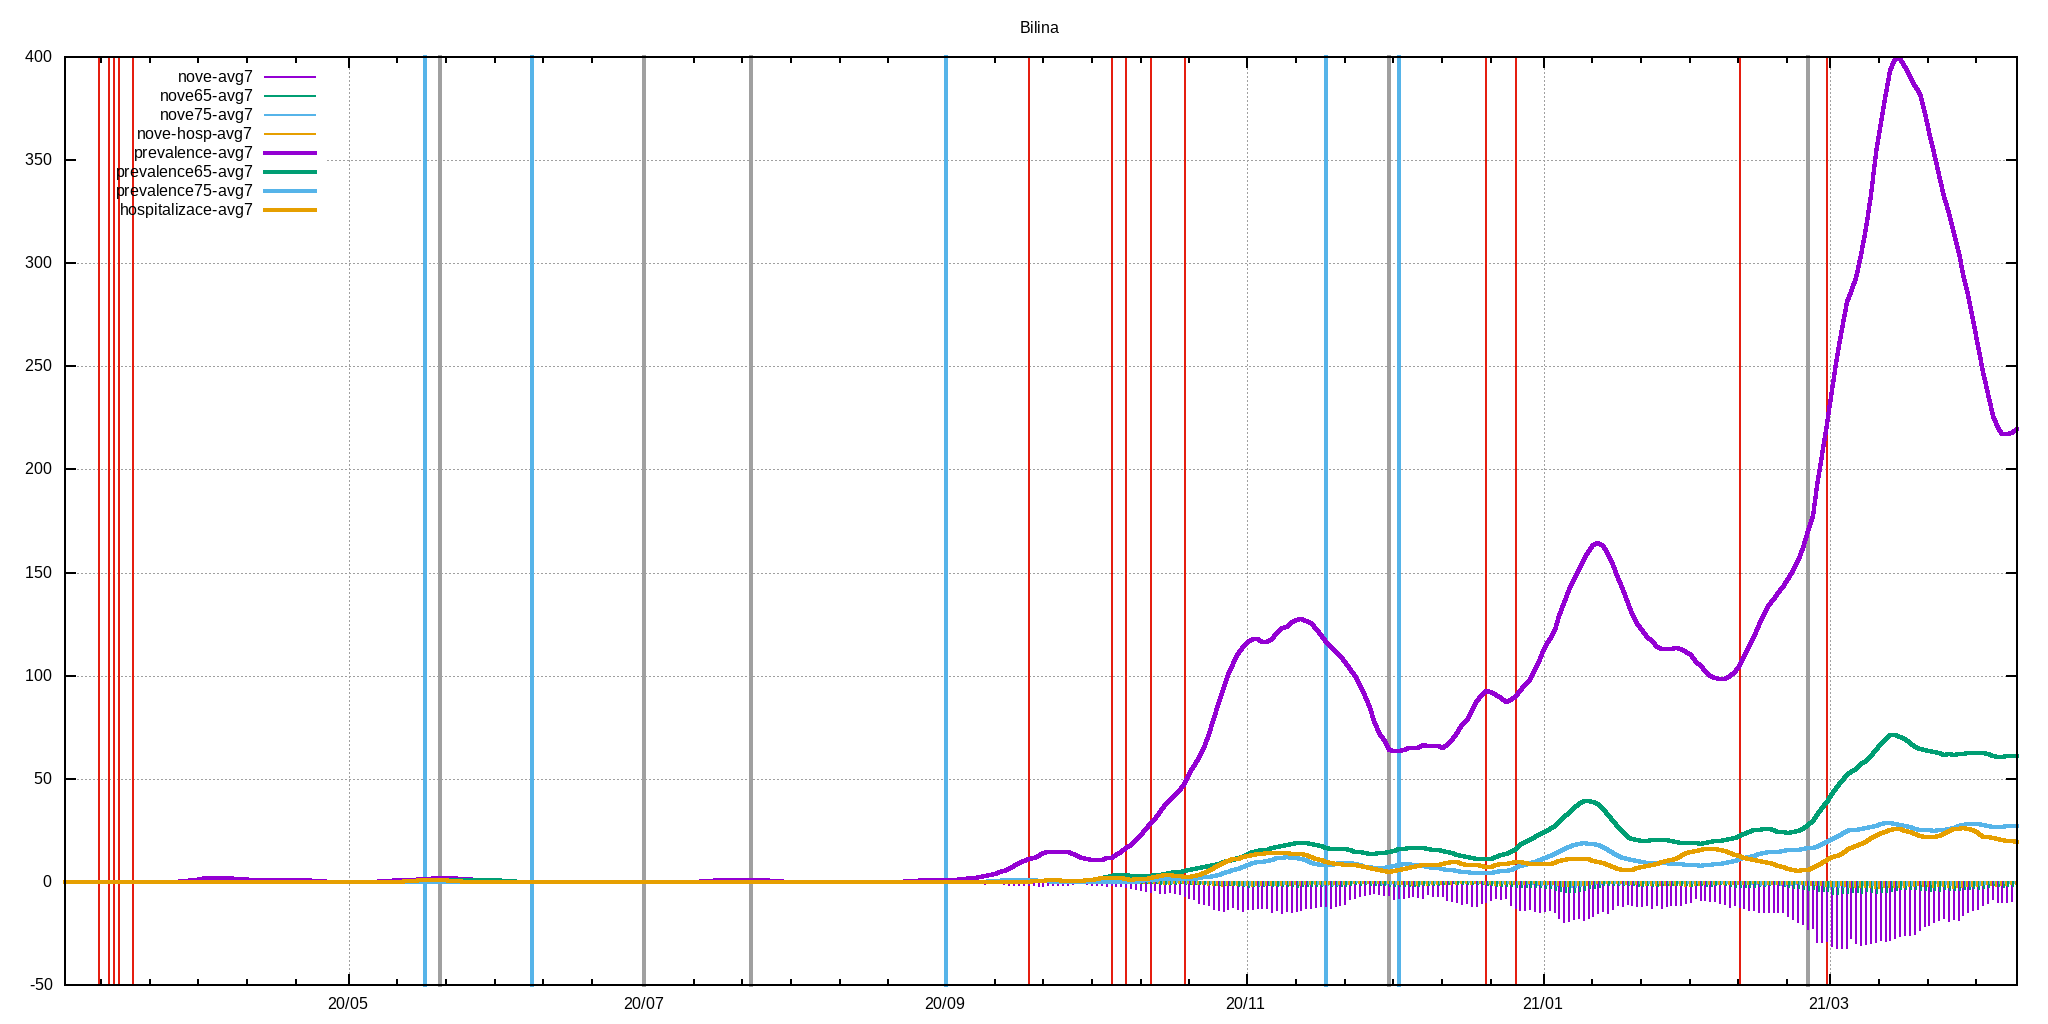 Bilina
400
350
300
250
200
150
100
50
0
-50
nove-avg7
nove65-avg7
nove75-avg7
nove-hosp-avg7
prevalence-avg7
prevalence65-avg7
prevalence75-avg7
hospitalizace-avg7
20/05 20/07 20/09 20/11 21/01 21/03